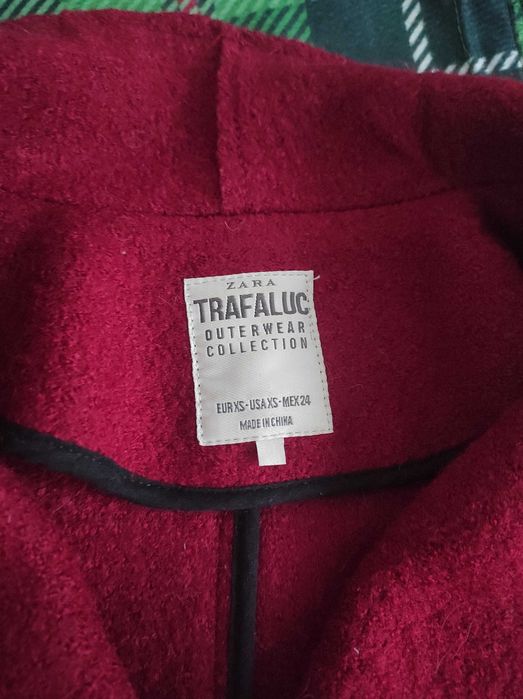 ZARA
TRAFALUC
OUTERWEAR
COLLECTION
EUR XS - USA XS - MEX 24
MADE IN CHINA